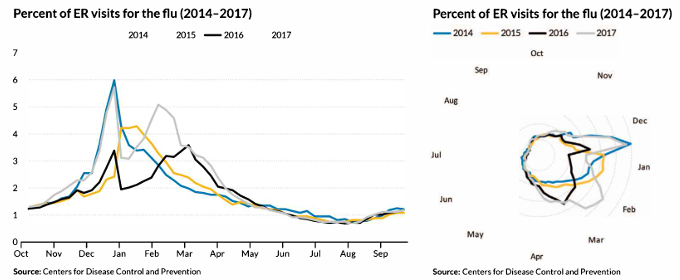 Percent of ER visits for the flu (2014–2017)
2014 2015 2016 2017
7
6
5
4
3
2
1
0
Oct Nov Dec Jan Feb Mar Apr May Jun Jul Aug Sep
Source: Centers for Disease Control and Prevention
Percent of ER visits for the flu (2014–2017)
2014 2015 2016 2017
Oct
Nov
Dec
Jan
Feb
Mar
Apr
May
Jun
Jul
Aug
Sep
Source: Centers for Disease Control and Prevention